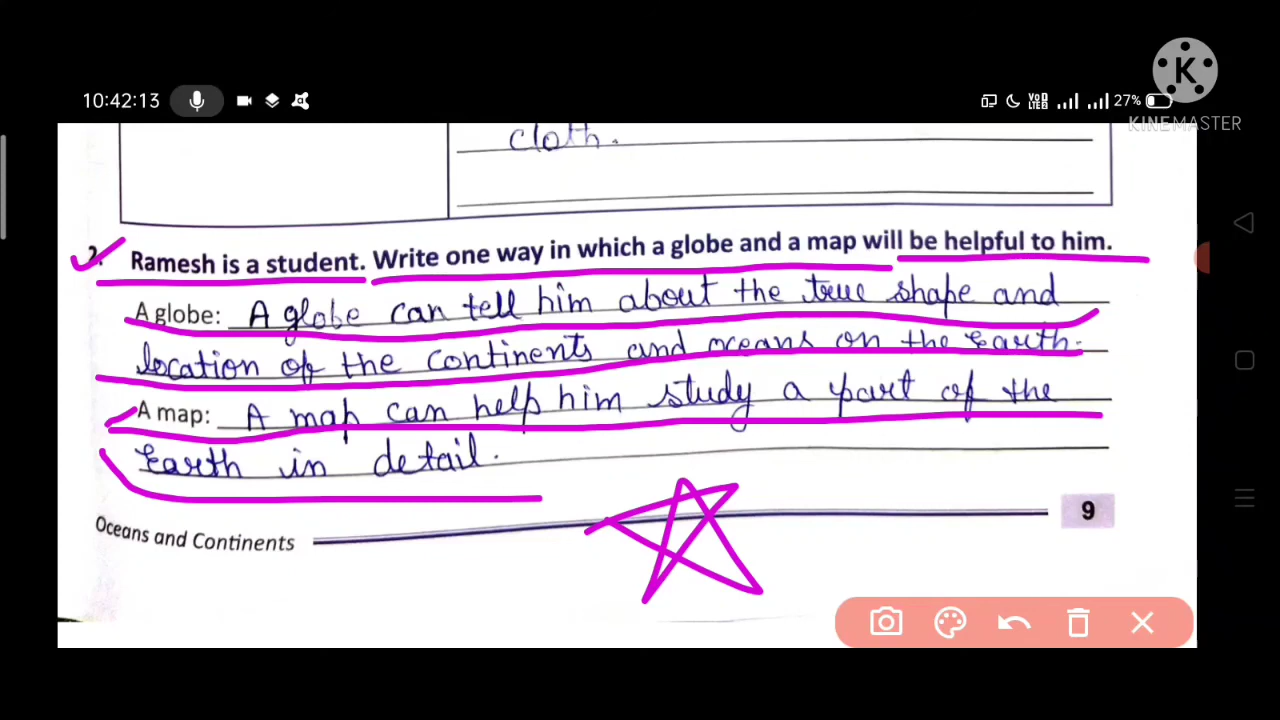 10:42:13
VoD LTE2
27%
K
KINEMASTER
cloth.
2. Ramesh is a student. Write one way in which a globe and a map will be helpful to him.
A globe: A globe can tell him about the true shape and
location of the continents and oceans on the Earth.
A map: A map can help him study a part of the
Earth in detail.
Oceans and Continents
9